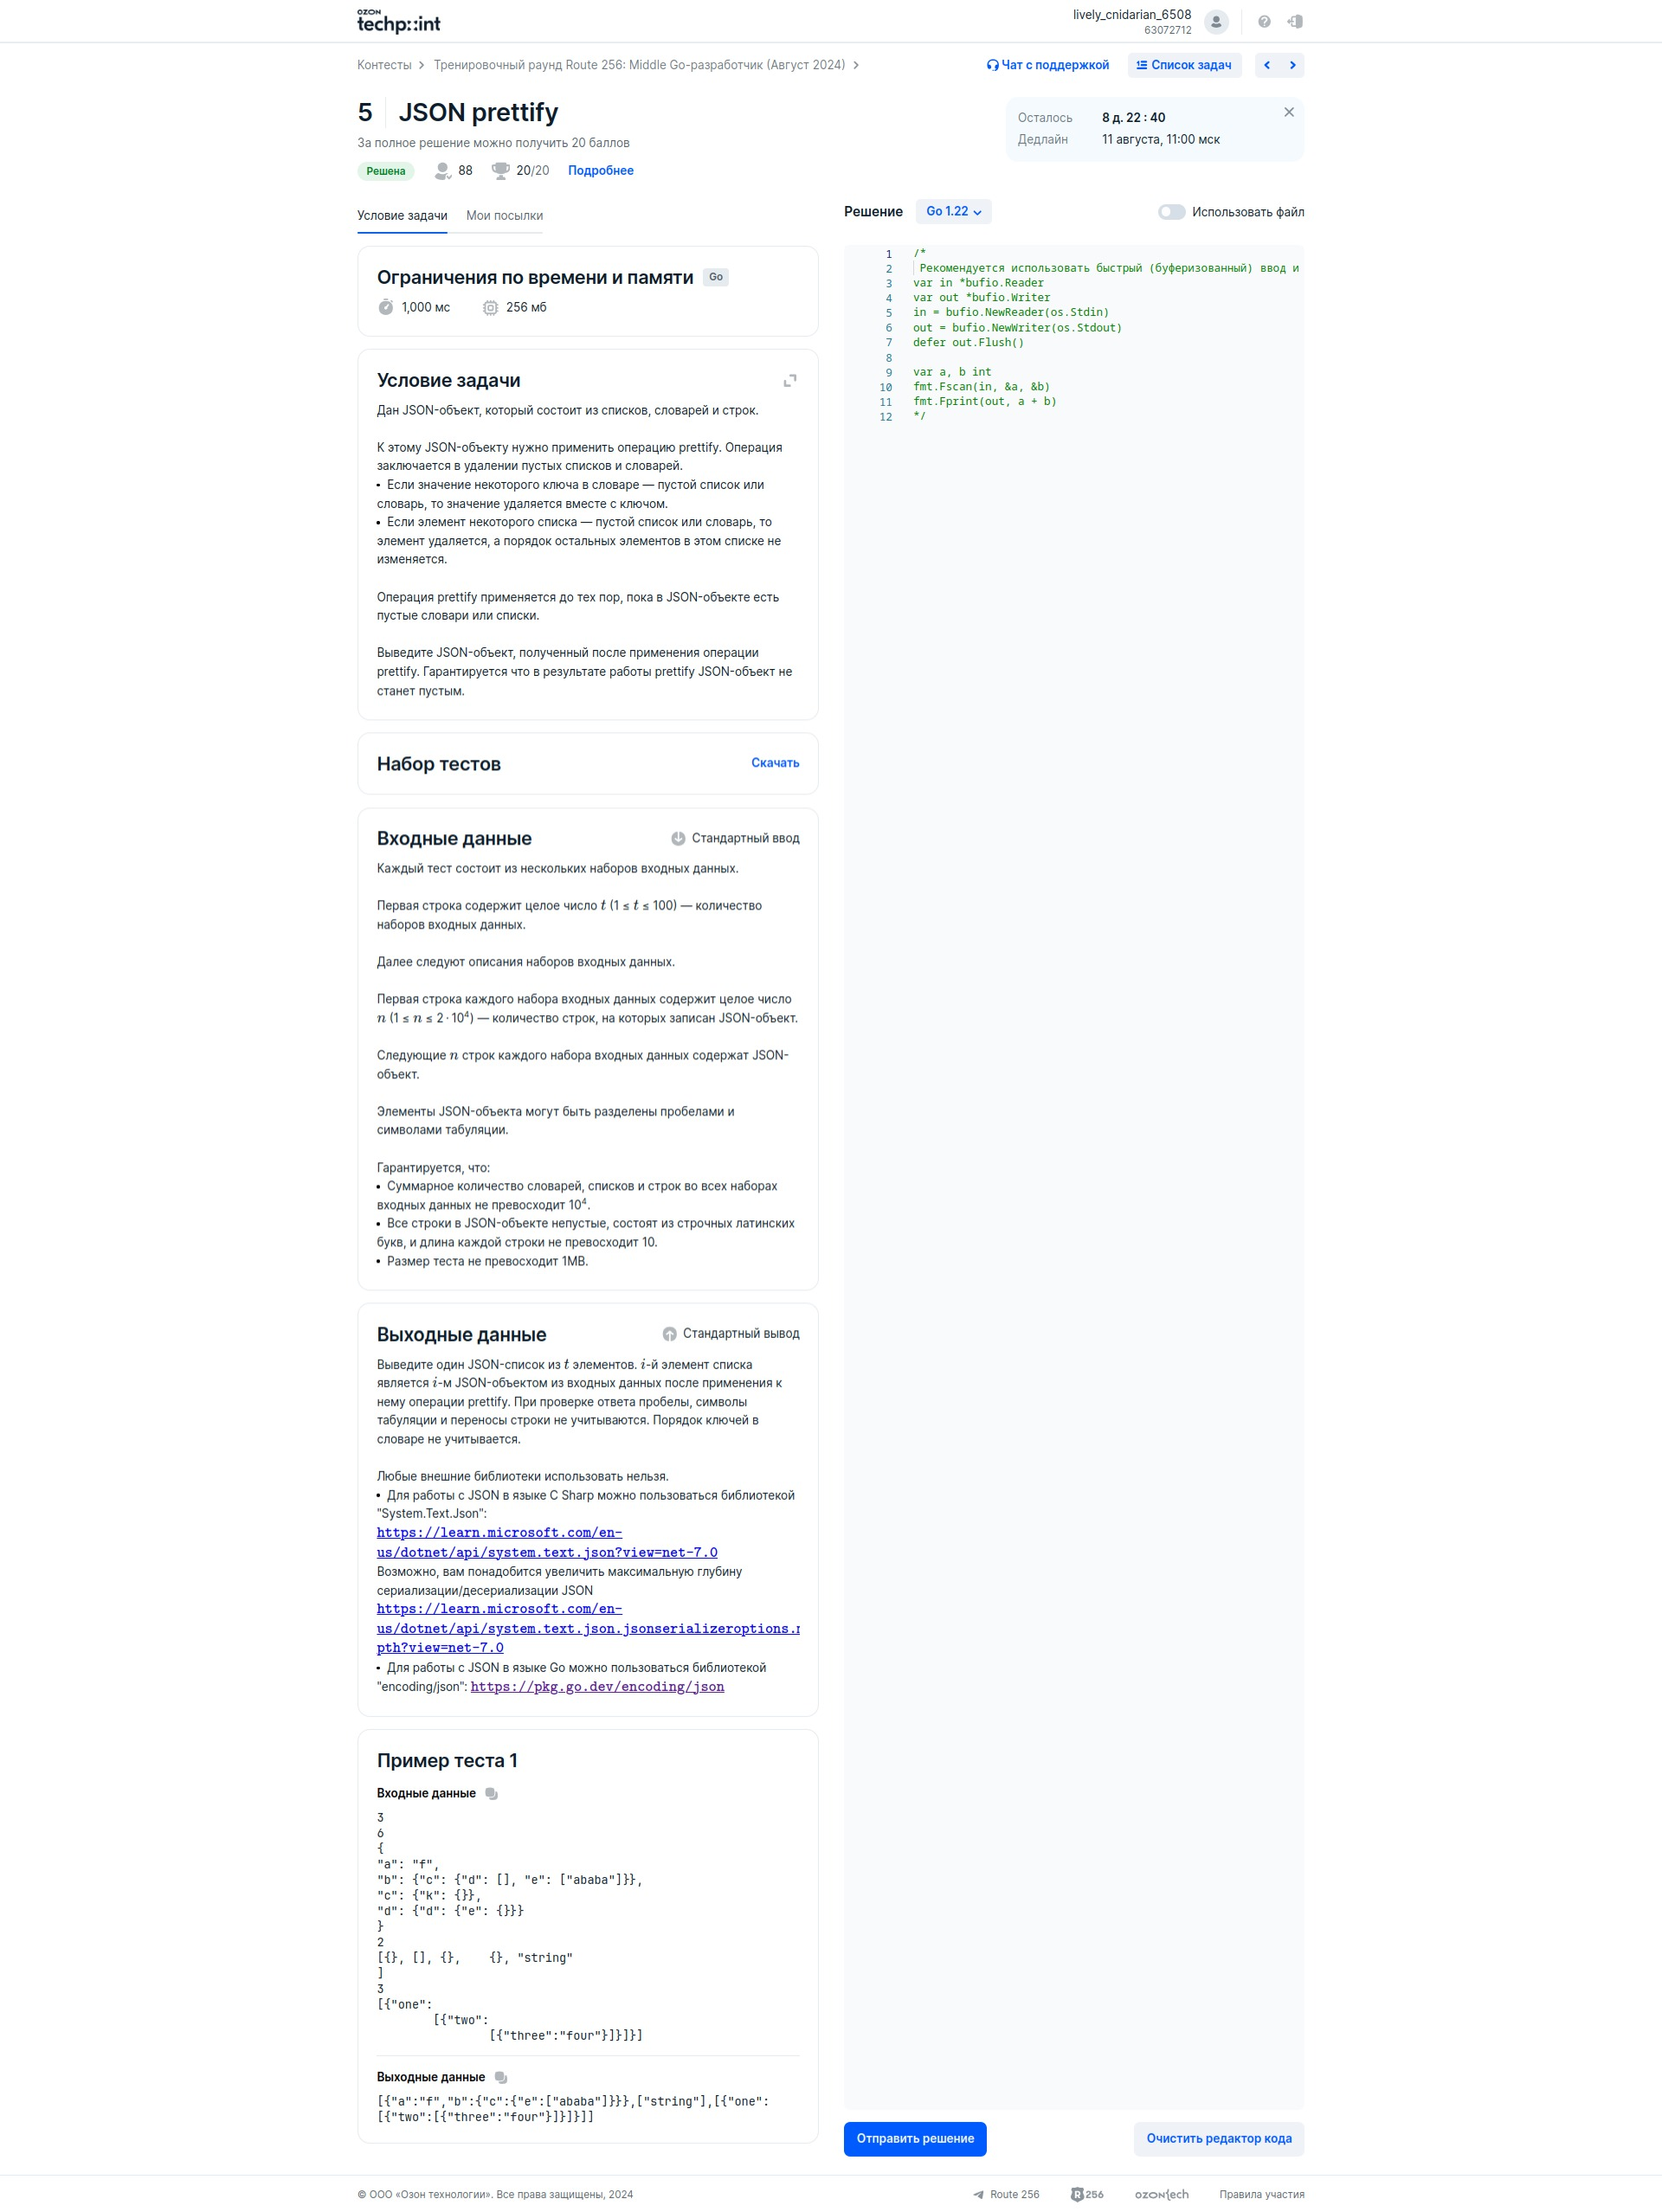 OZON
techp::int
lively_cnidarian_6508
63072712
Контесты
Тренировочный раунд Route 256: Middle Go-разработчик (Август 2024)
Чат с поддержкой
Список задач
5 JSON prettify
За полное решение можно получить 20 баллов
Решена 88 20/20 Подробнее
Осталось 8 д. 22 : 40
Дедлайн 11 августа, 11:00 мск
Условие задачи Мои посылки
Ограничения по времени и памяти Go
1,000 мс 256 мб
Условие задачи
Дан JSON-объект, который состоит из списков, словарей и строк.
К этому JSON-объекту нужно применить операцию prettify. Операция
заключается в удалении пустых списков и словарей.
• Если значение некоторого ключа в словаре — пустой список или
словарь, то значение удаляется вместе с ключом.
• Если элемент некоторого списка — пустой список или словарь, то
элемент удаляется, а порядок остальных элементов в этом списке не
изменяется.
Операция prettify применяется до тех пор, пока в JSON-объекте есть
пустые словари или списки.
Выведите JSON-объект, полученный после применения операции
prettify. Гарантируется что в результате работы prettify JSON-объект не
станет пустым.
Набор тестов Скачать
Входные данные Стандартный ввод
Каждый тест состоит из нескольких наборов входных данных.
Первая строка содержит целое число t (1 ≤ t ≤ 100) — количество
наборов входных данных.
Далее следуют описания наборов входных данных.
Первая строка каждого набора входных данных содержит целое число
n (1 ≤ n ≤ 2 · 10⁴) — количество строк, на которых записан JSON-объект.
Следующие n строк каждого набора входных данных содержат JSON-
объект.
Элементы JSON-объекта могут быть разделены пробелами и
символами табуляции.
Гарантируется, что:
• Суммарное количество словарей, списков и строк во всех наборах
входных данных не превосходит 10⁴.
• Все строки в JSON-объекте непустые, состоят из строчных латинских
букв, и длина каждой строки не превосходит 10.
• Размер теста не превосходит 1МВ.
Выходные данные Стандартный вывод
Выведите один JSON-список из t элементов. i-й элемент списка
является i-м JSON-объектом из входных данных после применения к
нему операции prettify. При проверке ответа пробелы, символы
табуляции и переносы строки не учитываются. Порядок ключей в
словаре не учитывается.
Любые внешние библиотеки использовать нельзя.
• Для работы с JSON в языке C Sharp можно пользоваться библиотекой
"System.Text.Json":
https://learn.microsoft.com/en-
us/dotnet/api/system.text.json?view=net-7.0
Возможно, вам понадобится увеличить максимальную глубину
сериализации/десериализации JSON
https://learn.microsoft.com/en-
us/dotnet/api/system.text.json.jsonserializeroptions.
pth?view=net-7.0
• Для работы с JSON в языке Go можно пользоваться библиотекой
"encoding/json": https://pkg.go.dev/encoding/json
Пример теста 1
Входные данные
3
6
{
"a": "f",
"b": {"c": {"d": [], "e": ["ababa"]}},
"c": {"k": {}},
"d": {"d": {"e": {}}}
}
2
[{}, [], {},    {}, "string"
]
3
[{"one":
        [{"two":
                [{"three":"four"}]}]}]
Выходные данные
[{"a":"f","b":{"c":{"e":["ababa"]}}},["string"],[{"one":
[{"two":[{"three":"four"}]}]}]]
Решение Go 1.22 Использовать файл
1 /*
2 Рекомендуется использовать быстрый (буферизованный) ввод и
3 var in *bufio.Reader
4 var out *bufio.Writer
5 in = bufio.NewReader(os.Stdin)
6 out = bufio.NewWriter(os.Stdout)
7 defer out.Flush()
8
9 var a, b int
10 fmt.Fscan(in, &a, &b)
11 fmt.Fprint(out, a + b)
12 */
Отправить решение Очистить редактор кода
© ООО «Озон технологии». Все права защищены, 2024
Route 256
R 256
ozon{ech
Правила участия